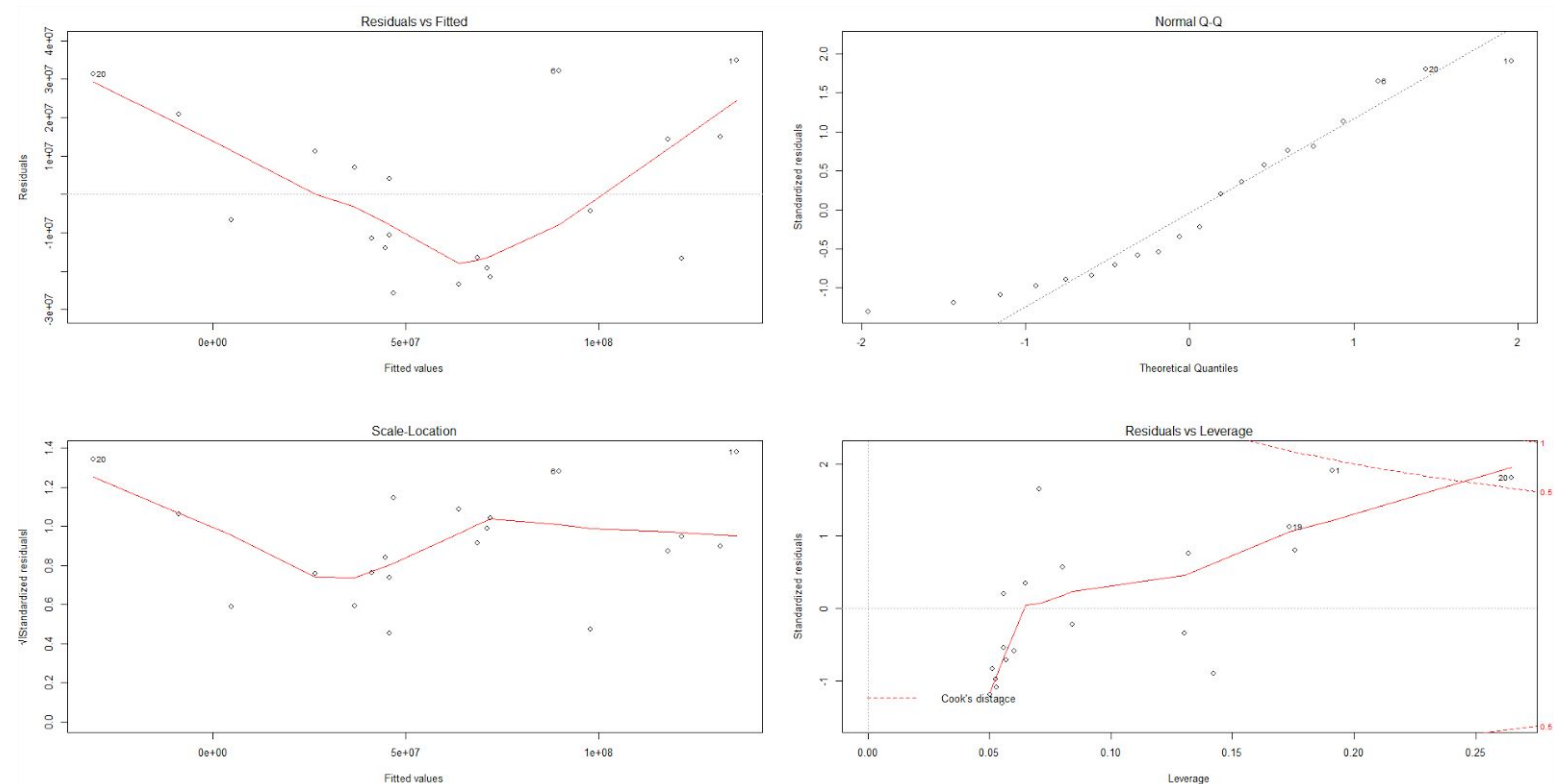 Residuals vs Fitted
Residuals
4e+07
3e+07
2e+07
1e+07
-1e+07
-3e+07
20
6
1
0e+00 5e+07 1e+08
Fitted values
Normal Q-Q
Standardized residuals
2.0
1.5
1.0
0.5
0.0
-0.5
-1.0
6
20
1
-2 -1 0 1 2
Theoretical Quantiles
Scale-Location
√|Standardized residuals|
1.4
1.2
1.0
0.8
0.6
0.4
0.2
0.0
20
6
1
0e+00 5e+07 1e+08
Fitted values
Residuals vs Leverage
Standardized residuals
2
1
0
-1
1
20
19
1
0.5
0.5
Cook's distance
0.00 0.05 0.10 0.15 0.20 0.25
Leverage